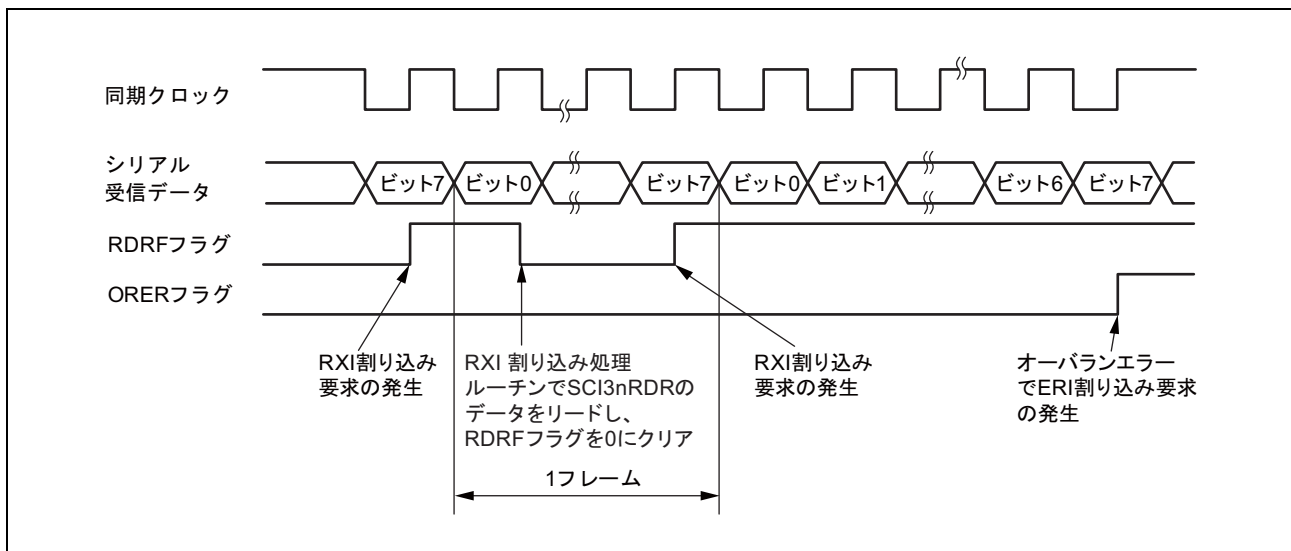 同期クロック
シリアル
受信データ
ビット7
ビット0
ビット7
ビット0
ビット1
ビット6
ビット7
RDRFフラグ
ORERフラグ
RXI割り込み
要求の発生
RXI 割り込み処理
ルーチンでSCI3nRDRの
データをリードし、
RDRFフラグを0にクリア
RXI割り込み
要求の発生
オーバランエラー
でERI割り込み要求
の発生
1フレーム